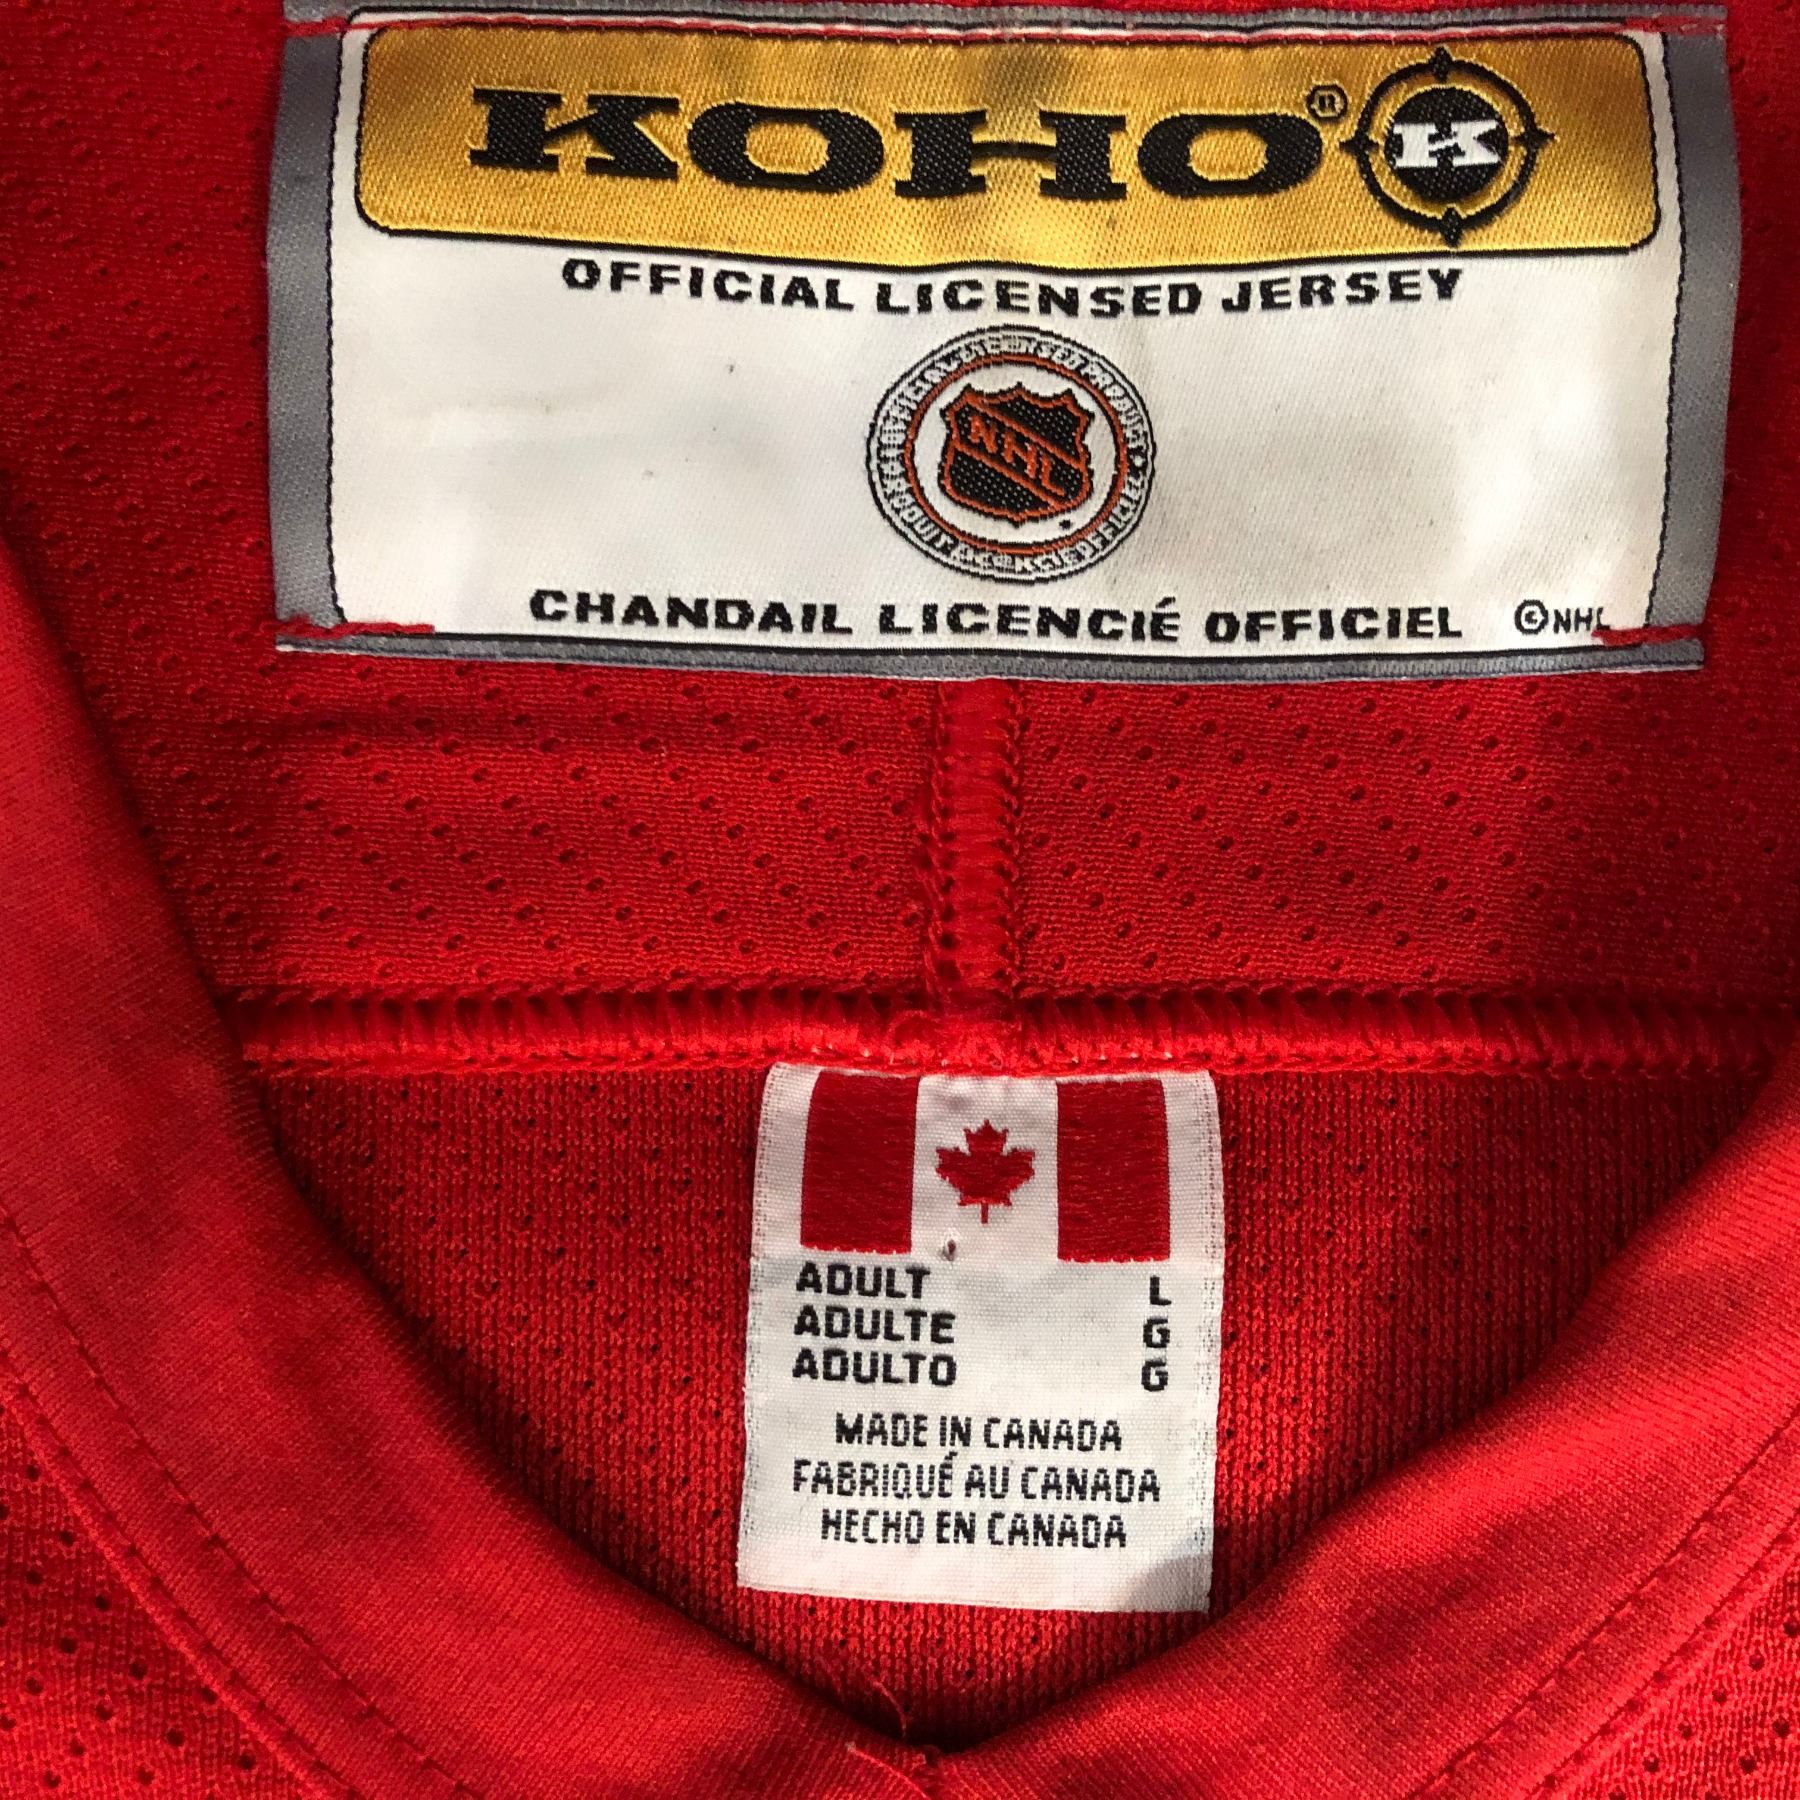 KOHO® K
OFFICIAL LICENSED JERSEY
NHL
CHANDAIL LICENCIÉ OFFICIEL ©NHL
ADULT L
ADULTE G
ADULTO G
MADE IN CANADA
FABRIQUÉ AU CANADA
HECHO EN CANADA